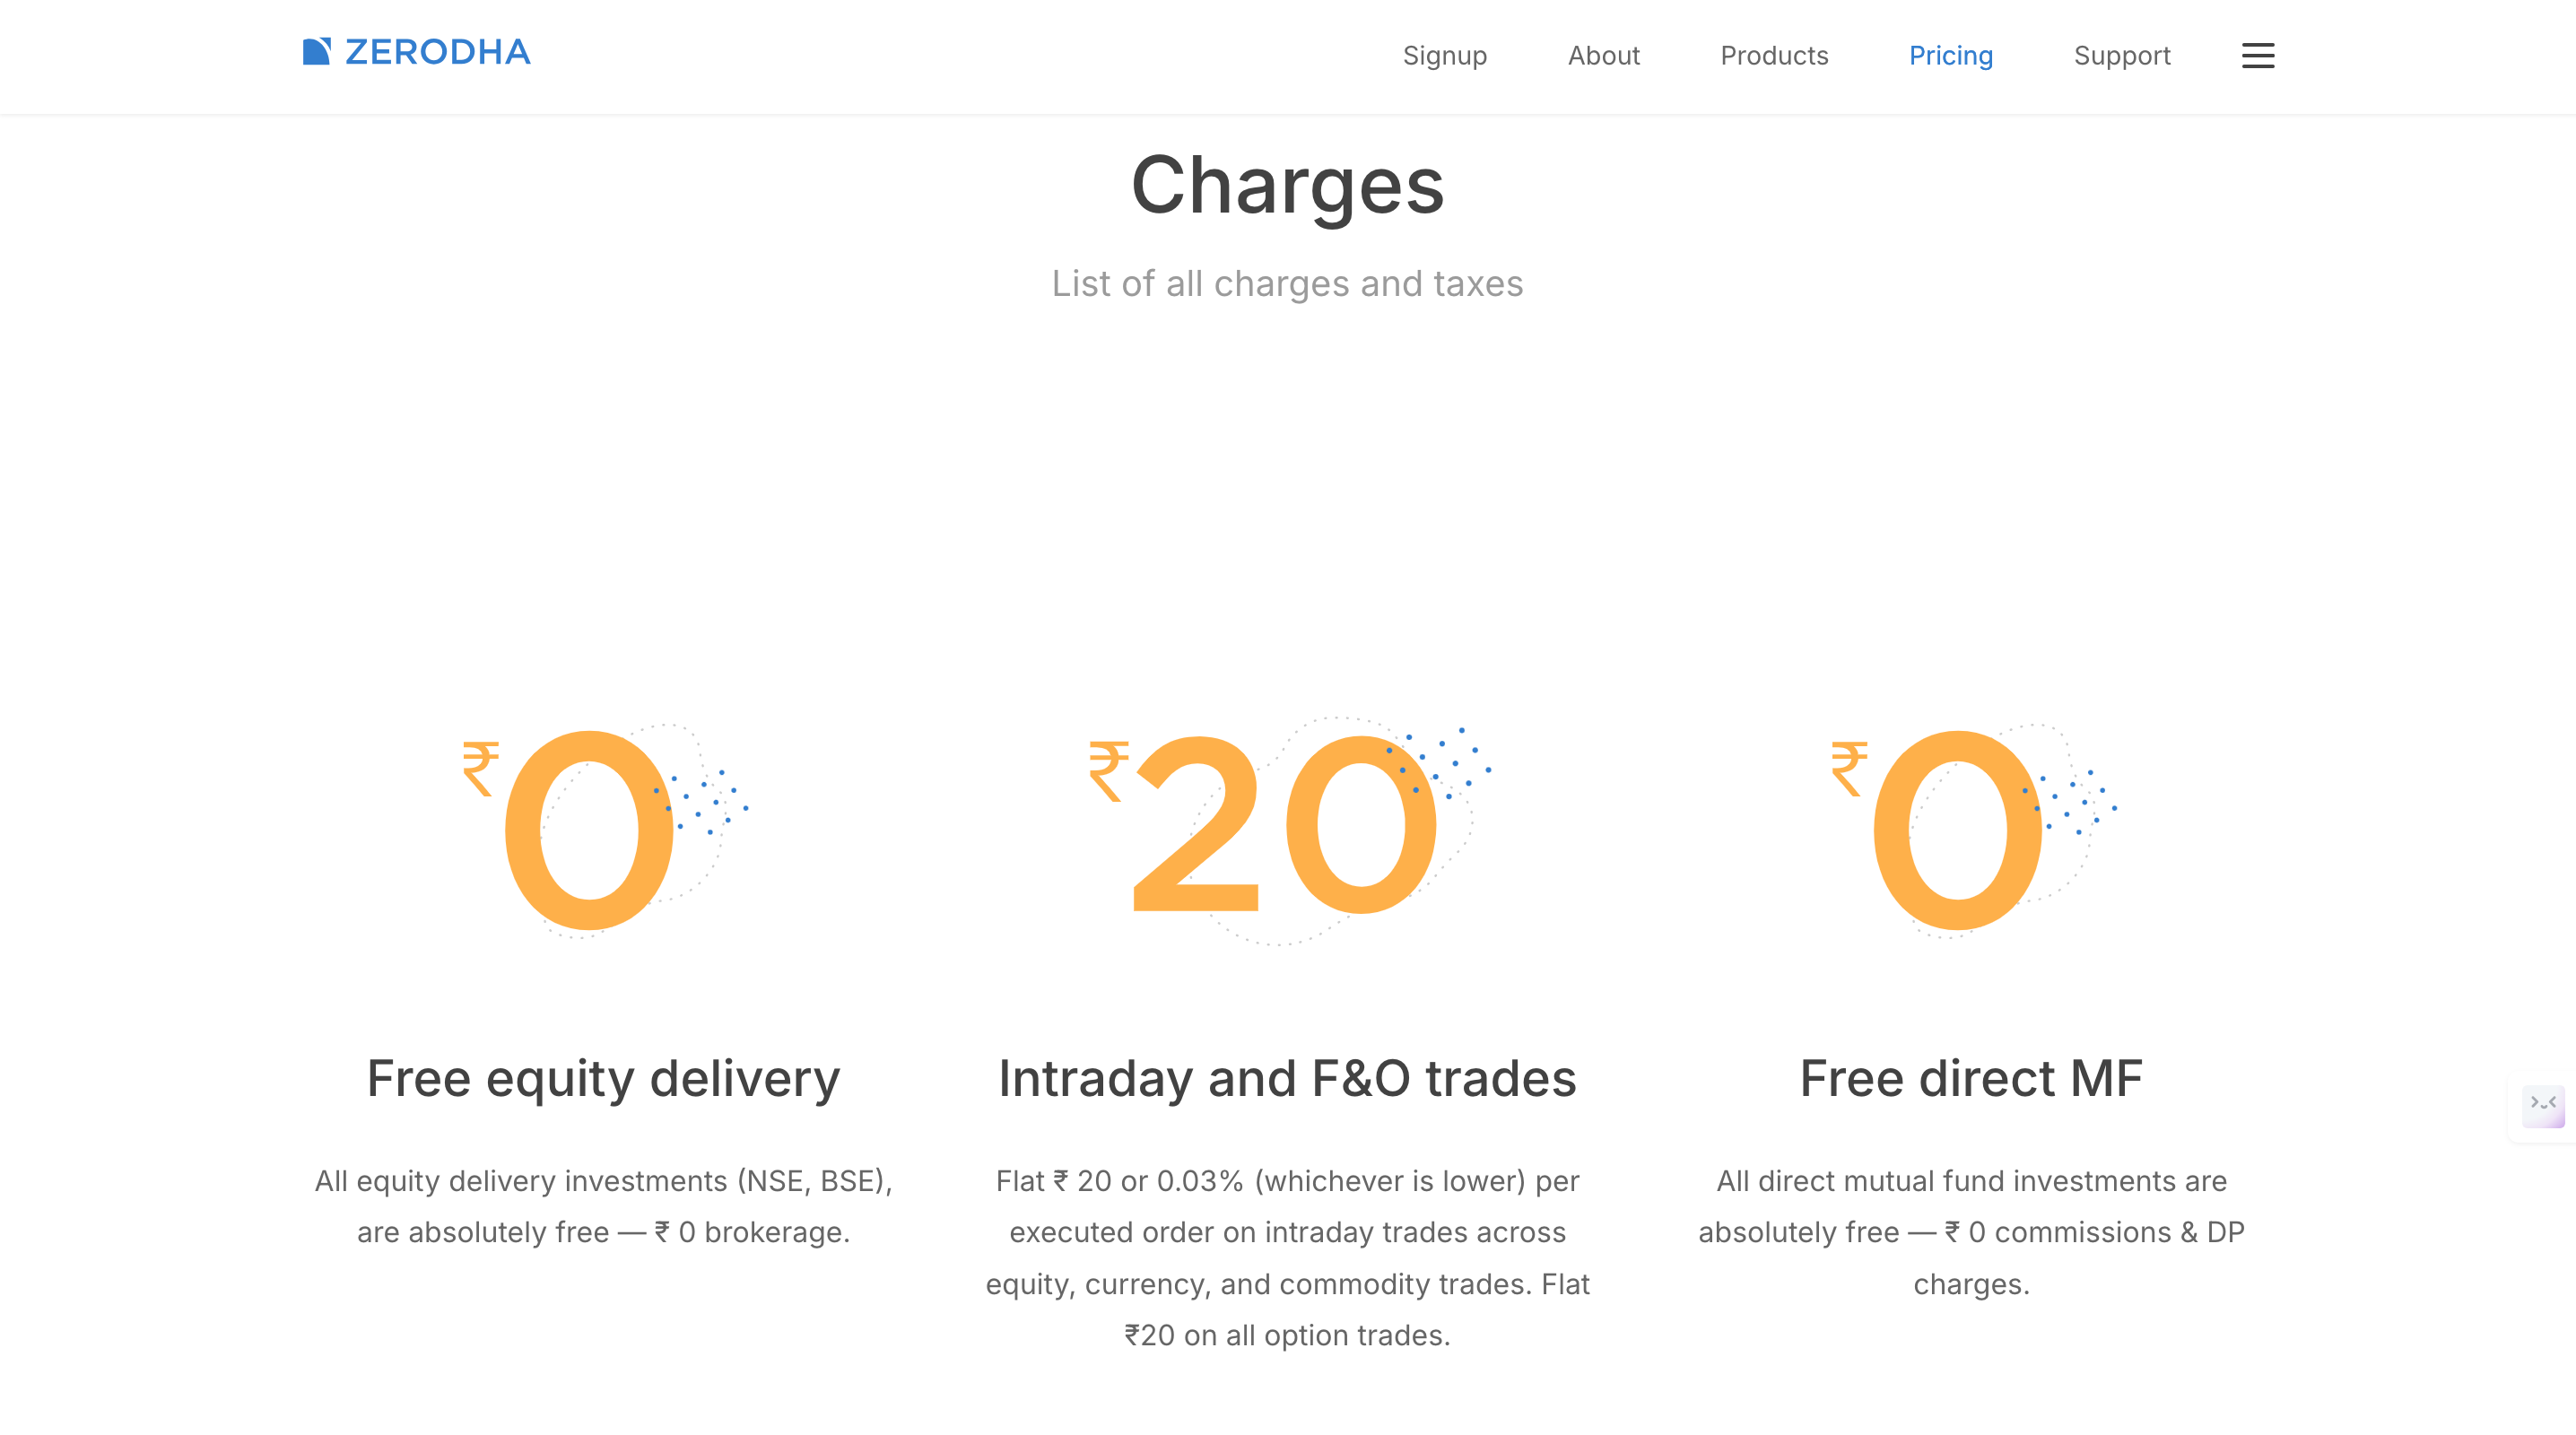 ZERODHA
Signup About Products Pricing Support
Charges
List of all charges and taxes
₹0
₹20
₹0
Free equity delivery
All equity delivery investments (NSE, BSE),
are absolutely free — ₹ 0 brokerage.
Intraday and F&O trades
Flat ₹ 20 or 0.03% (whichever is lower) per
executed order on intraday trades across
equity, currency, and commodity trades. Flat
₹20 on all option trades.
Free direct MF
All direct mutual fund investments are
absolutely free — ₹ 0 commissions & DP
charges.